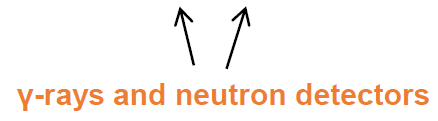 γ-rays and neutron detectors